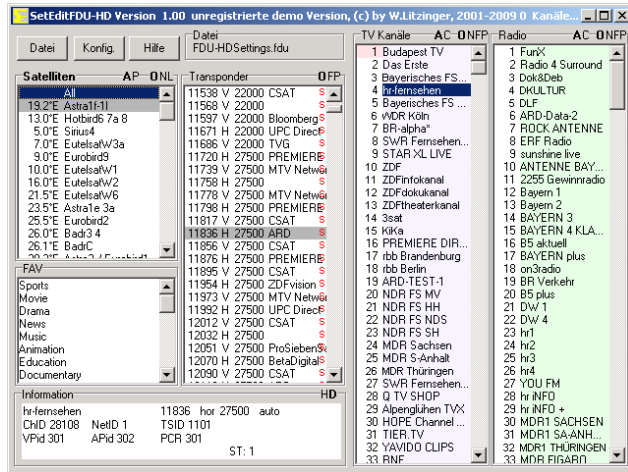 SetEditFDU-HD Version 1.00 unregistrierte demo Version, (c) by W.Litzinger, 2001-2009 0 Kanäle...
Datei
Konfig.
Hilfe
Datei
FDU-HDSettings.fdu
Satelliten AP ONL
All
19.2°E Astra1f-1l
13.0°E Hotbird6 7a 8
5.0°E Sirius4
7.0°E EutelsatW3a
9.0°E Eurobird9
10.0°E EutelsatW1
16.0°E EutelsatW2
21.5°E EutelsatW6
23.5°E Astra1e 3a
25.5°E Eurobird2
26.0°E Badr3 4
26.1°E BadrC
FAV
Sports
Movie
Drama
News
Music
Animation
Education
Documentary
Transponder OFP
11538 V 22000 CSAT S
11568 V 22000 S
11597 V 22000 Bloomberg S
11671 H 22000 UPC Direct S
11686 V 22000 TVG S
11720 H 27500 PREMIERE S
11739 V 27500 MTV Networ S
11758 H 27500 S
11778 V 27500 MTV Networ S
11798 H 27500 PREMIERE S
11817 V 27500 CSAT S
11836 H 27500 ARD S
11856 V 27500 CSAT S
11876 H 27500 PREMIERE S
11895 V 27500 CSAT S
11954 H 27500 ZDFvision S
11973 V 27500 MTV Networ S
11992 H 27500 UPC Direct S
12012 V 27500 CSAT S
12032 H 27500 S
12051 V 27500 ProSiebenSa S
12070 H 27500 BetaDigital S
12090 V 27500 CSAT S
TV Kanäle AC ONFP
1 Budapest TV
2 Das Erste
3 Bayerisches FS...
4 hr-fernsehen
5 Bayerisches FS ...
6 WDR Köln
7 BR-alpha*
8 SWR Fernsehen...
9 STAR XL LIVE
10 ZDF
11 ZDFinfokanal
12 ZDFdokukanal
13 ZDFtheaterkanal
14 3sat
15 KiKa
16 PREMIERE DIR...
17 rbb Brandenburg
18 rbb Berlin
19 ARD-TEST-1
20 NDR FS MV
21 NDR FS HH
22 NDR FS NDS
23 NDR FS SH
24 MDR Sachsen
25 MDR S-Anhalt
26 MDR Thüringen
27 SWR Fernsehen...
28 Q TV SHOP
29 Alpenglühen TVX
30 HOPE Channel ...
31 TIER.TV
32 YAVIDO CLIPS
33 RNF
Radio AC ONFP
1 FunX
2 Radio 4 Surround
3 Dok&Deb
4 DKULTUR
5 DLF
6 ARD-Data-2
7 ROCK ANTENNE
8 ERF Radio
9 sunshine live
10 ANTENNE BAY...
11 2255 Gewinnradio
12 Bayern 1
13 Bayern 2
14 BAYERN 3
15 BAYERN 4 KLA...
16 B5 aktuell
17 BAYERN plus
18 on3radio
19 BR Verkehr
20 B5 plus
21 DW 1
22 DW 4
23 hr1
24 hr2
25 hr3
26 hr4
27 YOU FM
28 hr iNFO
29 hr iNFO +
30 MDR1 SACHSEN
31 MDR1 SA-ANH...
32 MDR1 THÜRINGEN
33 MDR FIGARO
Information HD
hr-fernsehen 11836 hor 27500 auto
ChID 28108 NetID 1 TSID 1101
VPid 301 APid 302 PCR 301
ST: 1